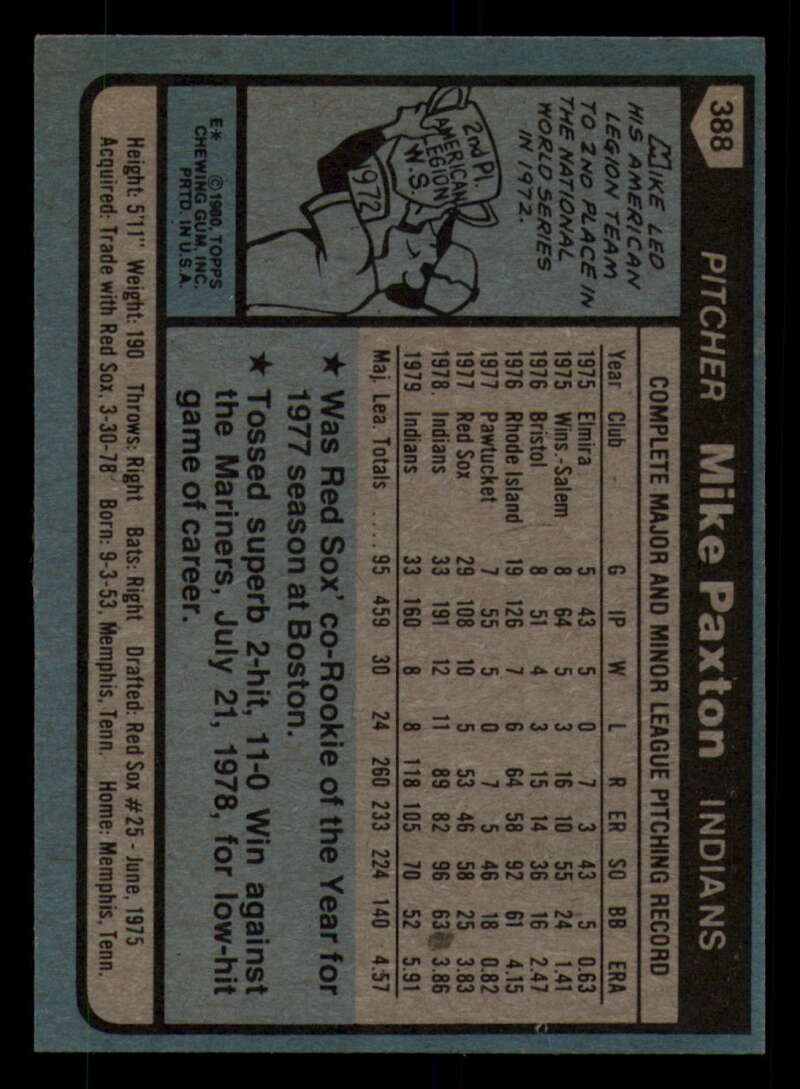 388
PITCHER Mike Paxton INDIANS
MIKE LED
HIS AMERICAN
LEGION TEAM
TO 2ND PLACE IN
THE NATIONAL
WORLD SERIES
IN 1972.
2nd Pl.
AMERICAN
LEGION
W.S.
1972
E* © 1980, TOPPS
CHEWING GUM, INC.
PRTD. IN U.S.A.
COMPLETE MAJOR AND MINOR LEAGUE PITCHING RECORD
Year Club G IP W L R ER SO BB ERA
1975 Elmira 5 43 5 0 7 3 43 5 0.63
1975 Wins.-Salem 8 64 5 3 16 10 55 24 1.41
1976 Bristol 8 51 4 3 15 14 36 16 2.47
1976 Rhode Island 19 126 7 6 64 58 92 61 4.15
1977 Pawtucket 7 55 5 0 7 5 46 18 0.82
1977 Red Sox 29 108 10 5 53 46 58 25 3.83
1978. Indians 33 191 12 11 89 82 96 63 3.86
1979 Indians 33 160 8 8 118 105 70 52 5.91
Maj. Lea. Totals .... 95 459 30 24 260 233 224 140 4.57
★ Was Red Sox' co-Rookie of the Year for
1977 season at Boston.
★ Tossed superb 2-hit, 11-0 Win against
the Mariners, July 21, 1978, for low-hit
game of career.
Height: 5'11" Weight: 190 Throws: Right Bats: Right Drafted: Red Sox #25 - June, 1975
Acquired: Trade with Red Sox, 3-30-78 Born: 9-3-53, Memphis, Tenn. Home: Memphis, Tenn.